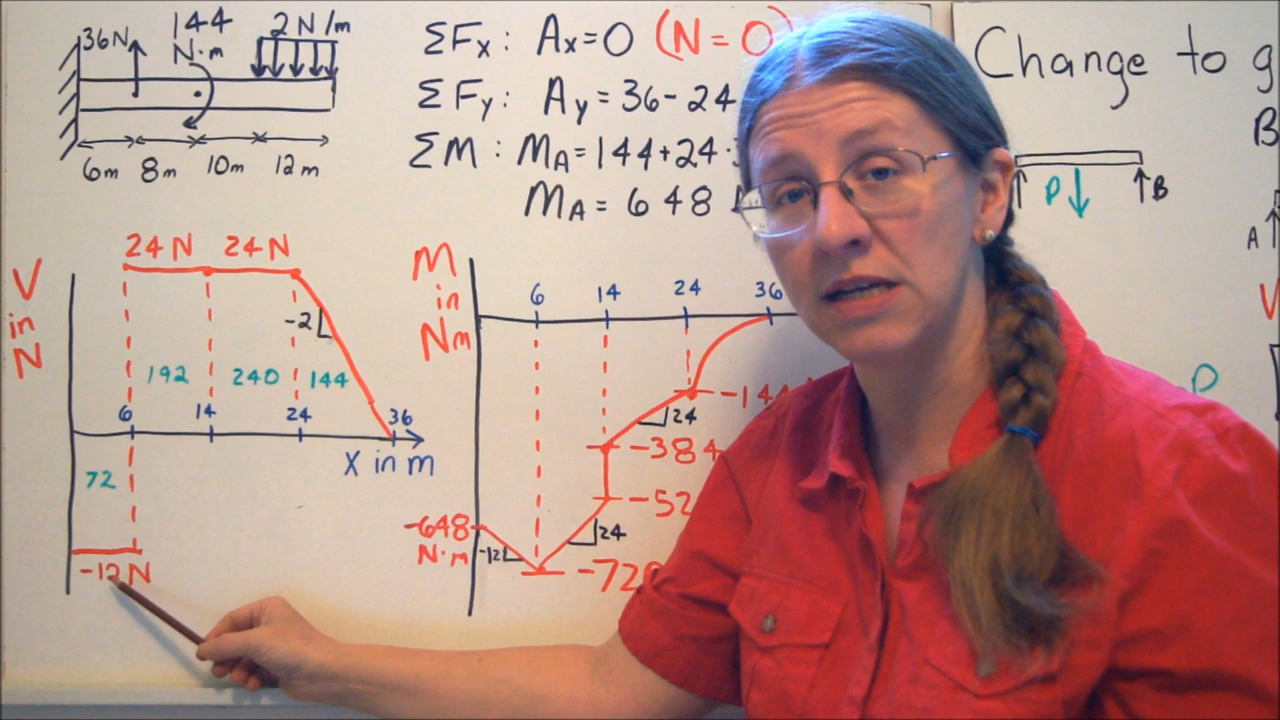 36N
144
N·m
2 N/m
6m 8m 10m 12m
ΣFx: Ax=0 (N=0)
ΣFy: Ay=36-24
ΣM: MA=144+24·
MA=648
Change to g
B
P
B
A
V
in
N
24N 24N
-2
192 240 144
6 14 24 36
X in m
72
-12N
M
in
Nm
6 14 24 36
-144
24
-384
-52
24
-648
N·m
-12
-720
V
P